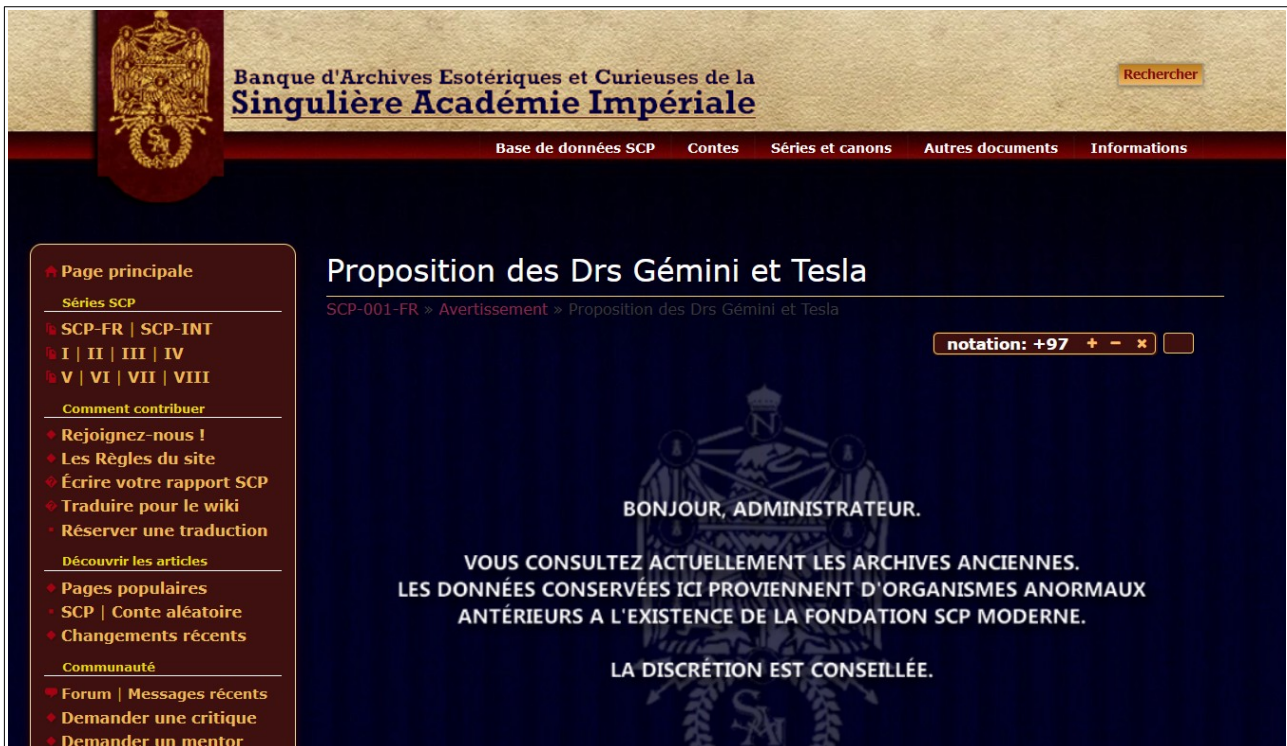 Banque d'Archives Esotériques et Curieuses de la
Singulière Académie Impériale
Rechercher
Base de données SCP Contes Séries et canons Autres documents Informations
Page principale
Séries SCP
SCP-FR | SCP-INT
I | II | III | IV
V | VI | VII | VIII
Comment contribuer
Rejoignez-nous !
Les Règles du site
Écrire votre rapport SCP
Traduire pour le wiki
Réserver une traduction
Découvrir les articles
Pages populaires
SCP | Conte aléatoire
Changements récents
Communauté
Forum | Messages récents
Demander une critique
Demander un mentor
Proposition des Drs Gémini et Tesla
SCP-001-FR » Avertissement » Proposition des Drs Gémini et Tesla
notation: +97 + – x
N
BONJOUR, ADMINISTRATEUR.
VOUS CONSULTEZ ACTUELLEMENT LES ARCHIVES ANCIENNES.
LES DONNÉES CONSERVÉES ICI PROVIENNENT D'ORGANISMES ANORMAUX
ANTÉRIEURS A L'EXISTENCE DE LA FONDATION SCP MODERNE.
LA DISCRÉTION EST CONSEILLÉE.
SAI